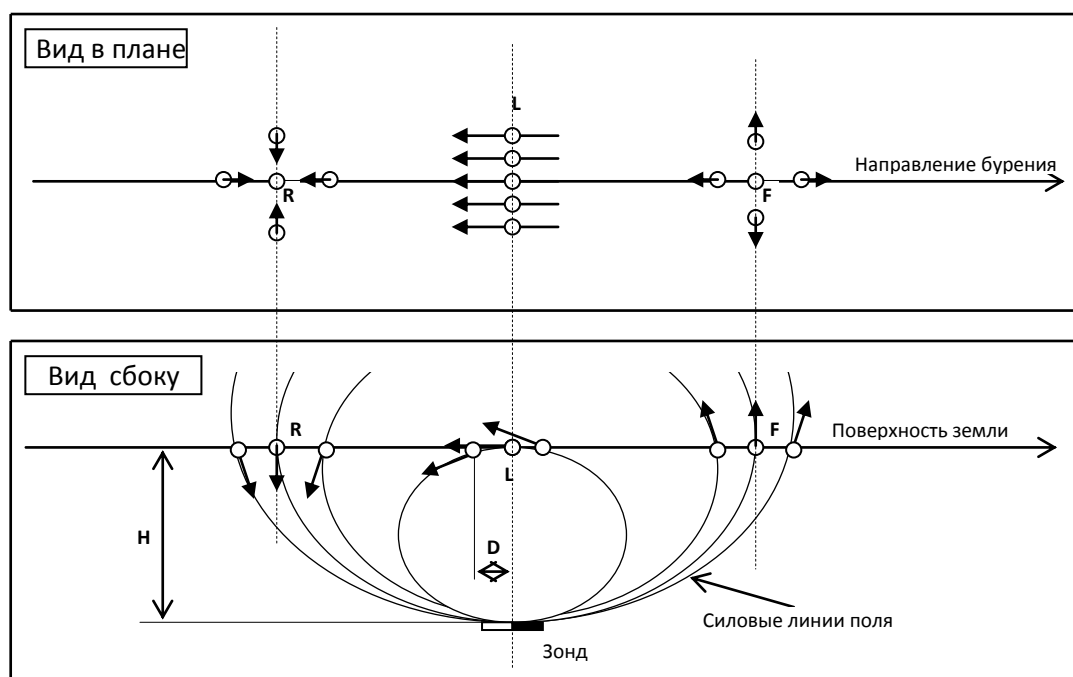 Вид в плане
L
Направление бурения
R
F
Вид сбоку
R
F
Поверхность земли
L
H
D
Силовые линии поля
Зонд